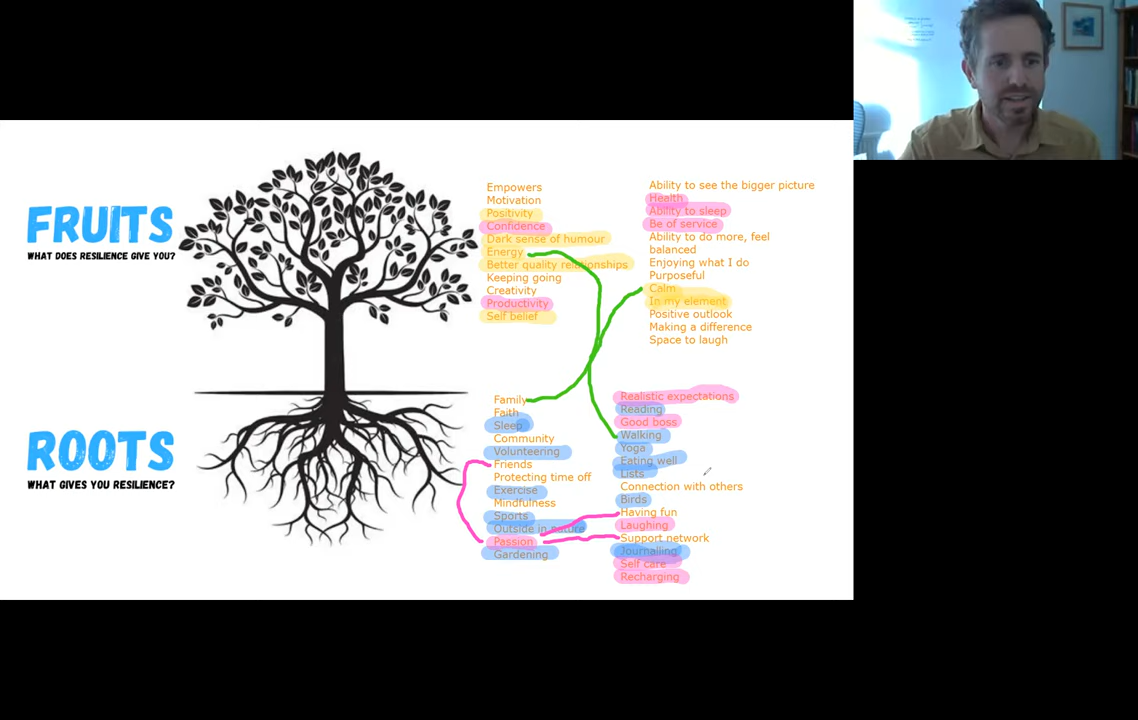 FRUITS
WHAT DOES RESILIENCE GIVE YOU?
Empowers
Motivation
Positivity
Confidence
Dark sense of humour
Energy
Better quality relationships
Keeping going
Creativity
Productivity
Self belief
Ability to see the bigger picture
Health
Ability to sleep
Be of service
Ability to do more, feel
balanced
Enjoying what I do
Purposeful
Calm
In my element
Positive outlook
Making a difference
Space to laugh
ROOTS
WHAT GIVES YOU RESILIENCE?
Family
Faith
Sleep
Community
Volunteering
Friends
Protecting time off
Exercise
Mindfulness
Sports
Outside in nature
Passion
Gardening
Realistic expectations
Reading
Good boss
Walking
Yoga
Eating well
Lists
Connection with others
Birds
Having fun
Laughing
Support network
Journalling
Self care
Recharging